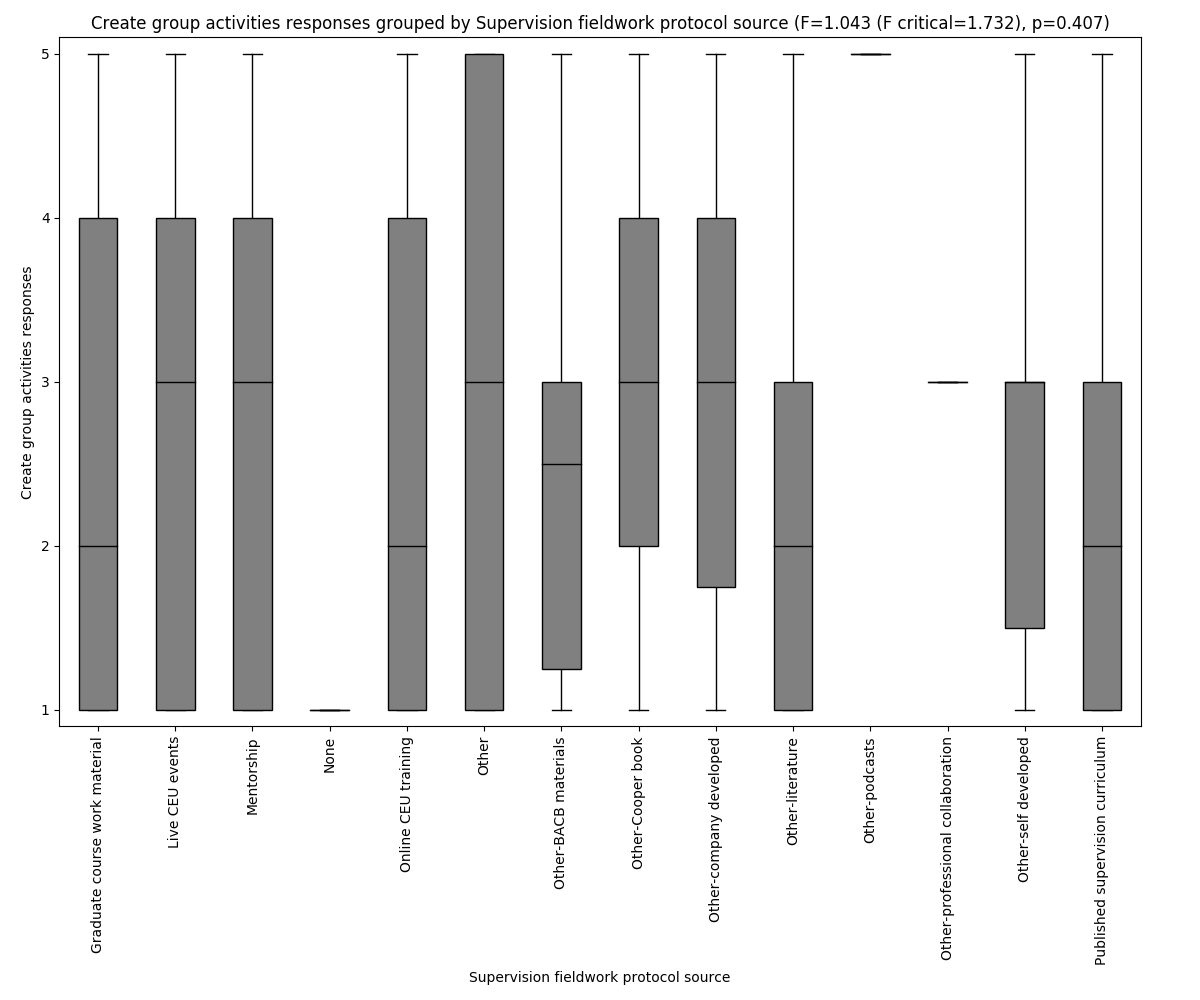 Create group activities responses grouped by Supervision fieldwork protocol source (F=1.043 (F critical=1.732), p=0.407)
Create group activities responses
5
4
3
2
1
Graduate course work material
Live CEU events
Mentorship
None
Online CEU training
Other
Other-BACB materials
Other-Cooper book
Other-company developed
Other-literature
Other-podcasts
Other-professional collaboration
Other-self developed
Published supervision curriculum
Supervision fieldwork protocol source